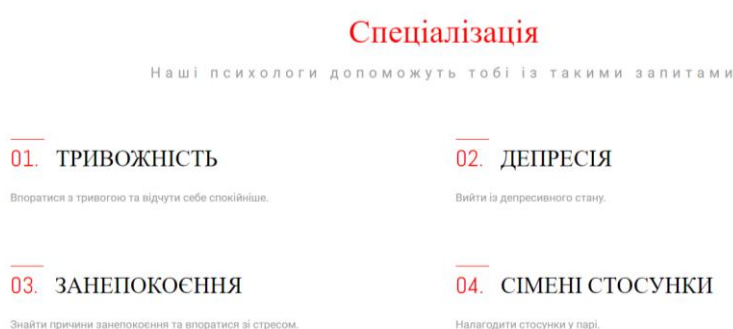 Спеціалізація
Наші психологи допоможуть тобі із такими запитами
01. ТРИВОЖНІСТЬ
Впоратися з тривогою та відчути себе спокійніше.
02. ДЕПРЕСІЯ
Вийти із депресивного стану.
03. ЗАНЕПОКОЄННЯ
Знайти причини занепокоєння та впоратися зі стресом.
04. СІМЕНІ СТОСУНКИ
Налагодити стосунки у парі.